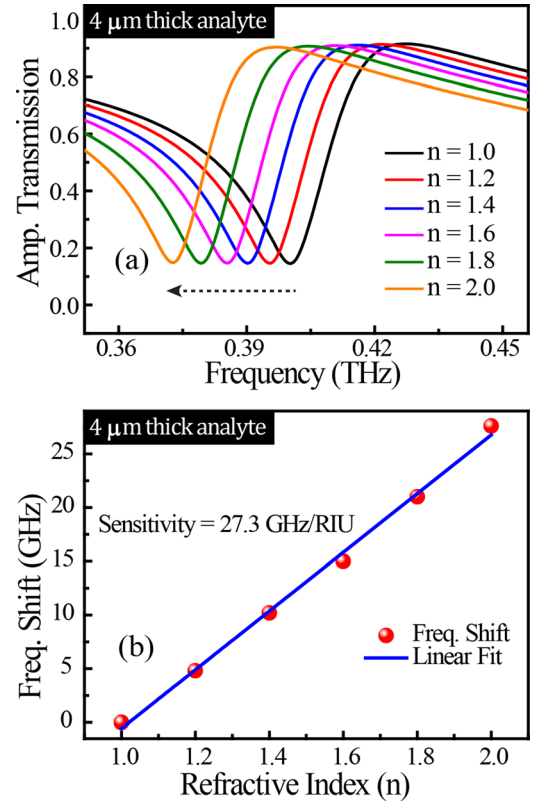 4 μm thick analyte
1.0
0.8
0.6
0.4
0.2
0.0
Amp. Transmission
n = 1.0
n = 1.2
n = 1.4
n = 1.6
n = 1.8
n = 2.0
(a)
0.36 0.39 0.42 0.45
Frequency (THz)
4 μm thick analyte
25
20
15
10
5
0
Freq. Shift (GHz)
Sensitivity = 27.3 GHz/RIU
(b)
Freq. Shift
Linear Fit
1.0 1.2 1.4 1.6 1.8 2.0
Refractive Index (n)